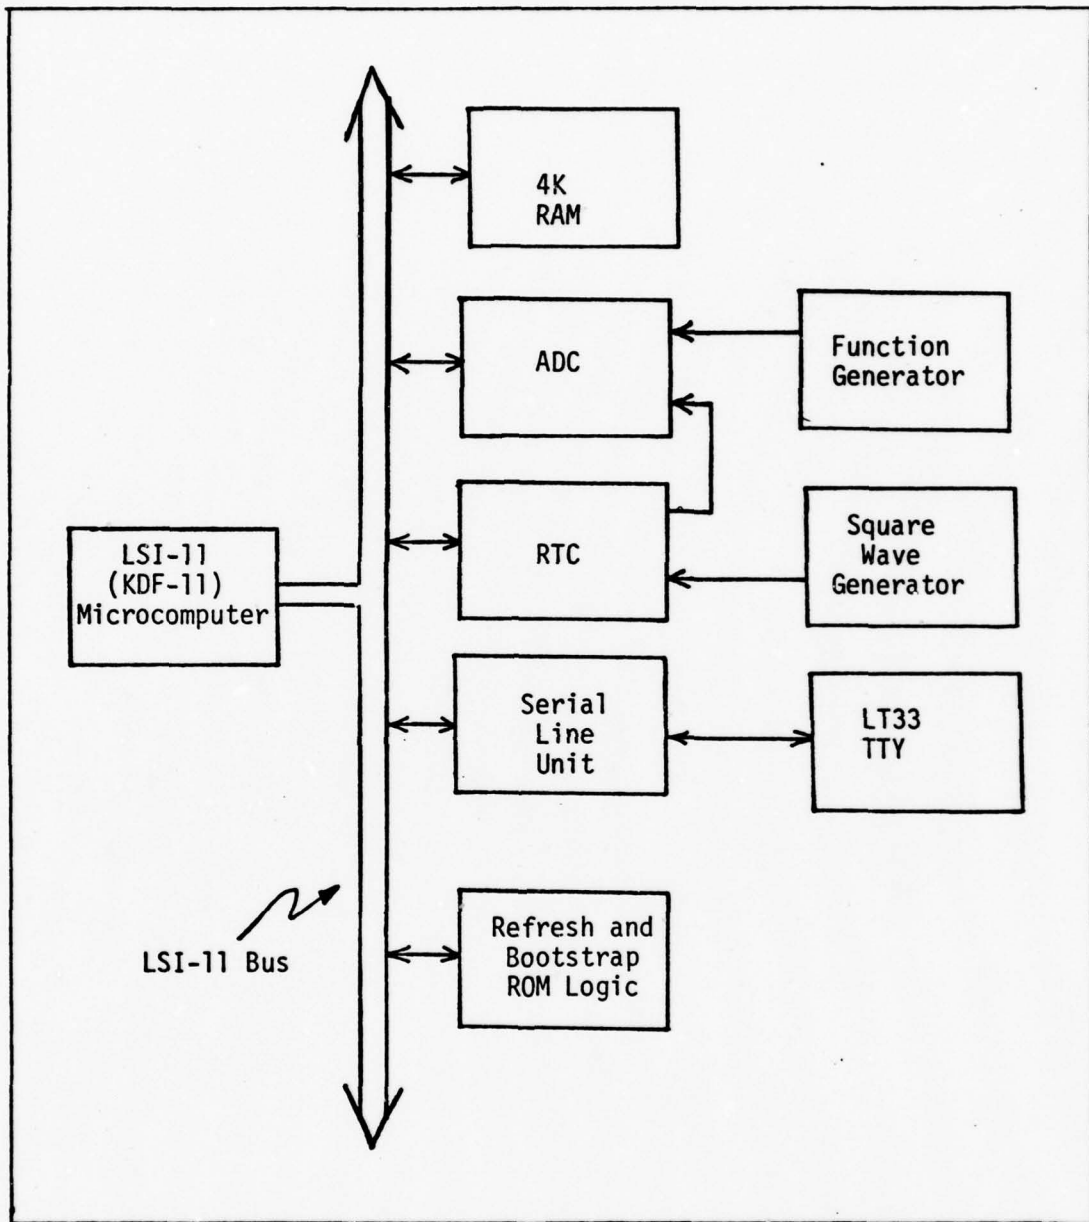 4K
RAM
ADC
Function
Generator
RTC
Square
Wave
Generator
LSI-11
(KDF-11)
Microcomputer
Serial
Line
Unit
LT33
TTY
LSI-11 Bus
Refresh and
Bootstrap
ROM Logic